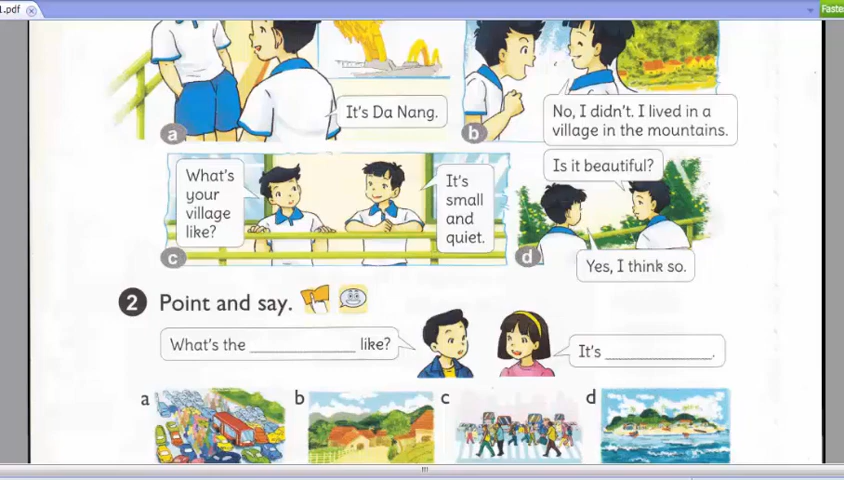 1.pdf
Faste
It's Da Nang.
a
b
No, I didn't. I lived in a
village in the mountains.
Is it beautiful?
What's
your
village
like?
It's
small
and
quiet.
c
d
Yes, I think so.
2 Point and say.
What's the ____________ like?
It's ____________.
a b c d